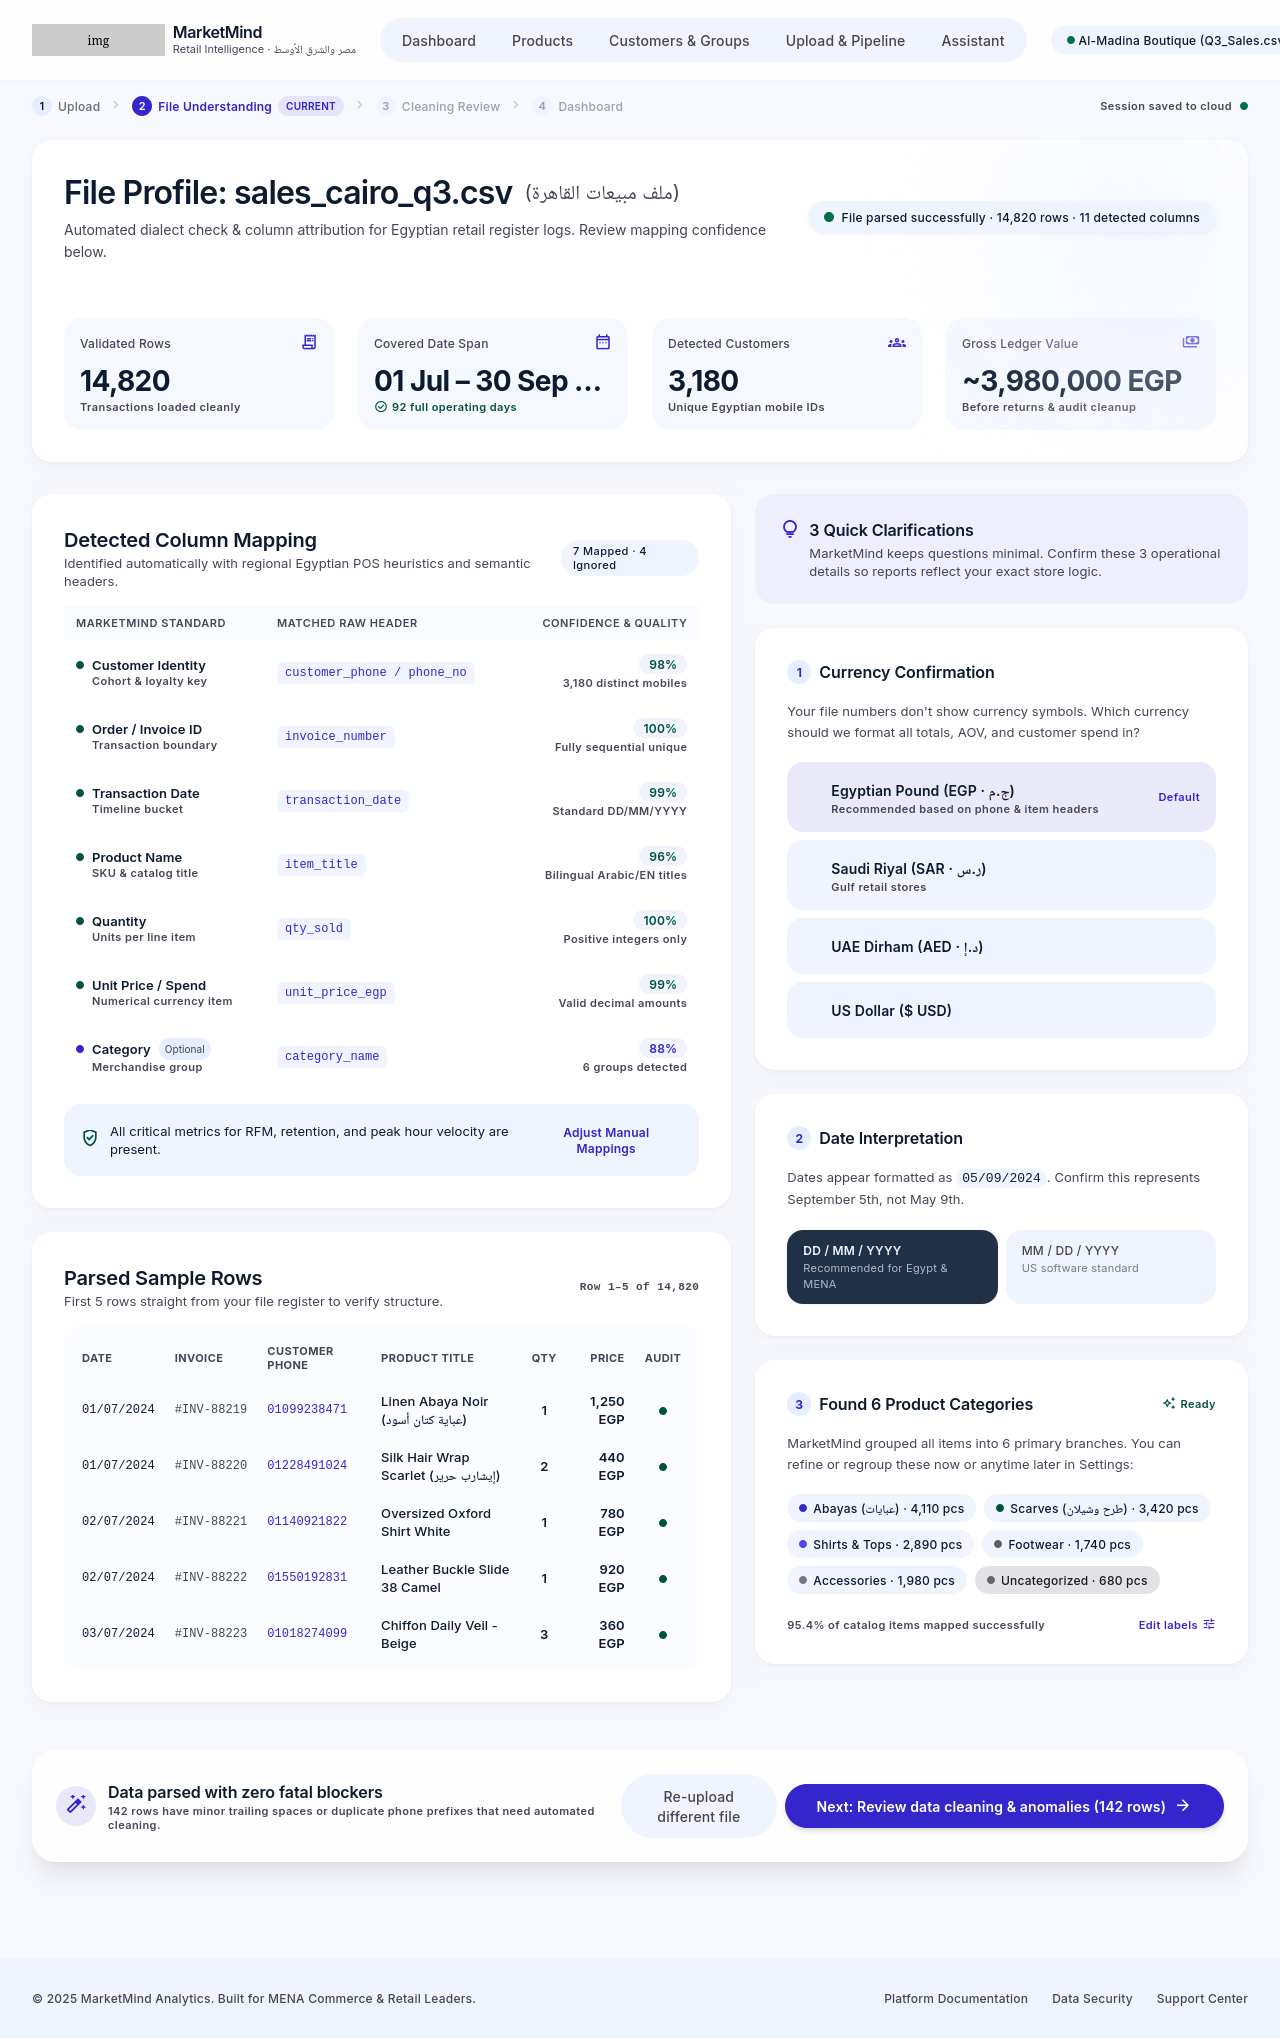 img
MarketMind
Retail Intelligence · مصر والشرق الأوسط
Dashboard
Products
Customers & Groups
Upload & Pipeline
Assistant
Al-Madina Boutique (Q3_Sales.csv
1 Upload
2 File Understanding CURRENT
3 Cleaning Review
4 Dashboard
Session saved to cloud
File Profile: sales_cairo_q3.csv (ملف مبيعات القاهرة)
Automated dialect check & column attribution for Egyptian retail register logs. Review mapping confidence
below.
File parsed successfully · 14,820 rows · 11 detected columns
Validated Rows
14,820
Transactions loaded cleanly
Covered Date Span
01 Jul – 30 Sep ...
92 full operating days
Detected Customers
3,180
Unique Egyptian mobile IDs
Gross Ledger Value
~3,980,000 EGP
Before returns & audit cleanup
Detected Column Mapping
Identified automatically with regional Egyptian POS heuristics and semantic
headers.
7 Mapped · 4
Ignored
MARKETMIND STANDARD MATCHED RAW HEADER CONFIDENCE & QUALITY
Customer Identity
Cohort & loyalty key
customer_phone / phone_no
98%
3,180 distinct mobiles
Order / Invoice ID
Transaction boundary
invoice_number
100%
Fully sequential unique
Transaction Date
Timeline bucket
transaction_date
99%
Standard DD/MM/YYYY
Product Name
SKU & catalog title
item_title
96%
Bilingual Arabic/EN titles
Quantity
Units per line item
qty_sold
100%
Positive integers only
Unit Price / Spend
Numerical currency item
unit_price_egp
99%
Valid decimal amounts
Category Optional
Merchandise group
category_name
88%
6 groups detected
All critical metrics for RFM, retention, and peak hour velocity are
present.
Adjust Manual
Mappings
Parsed Sample Rows
First 5 rows straight from your file register to verify structure.
Row 1–5 of 14,820
DATE INVOICE CUSTOMER PHONE PRODUCT TITLE QTY PRICE AUDIT
01/07/2024 #INV-88219 01099238471 Linen Abaya Noir (عباية كتان أسود) 1 1,250 EGP
01/07/2024 #INV-88220 01228491024 Silk Hair Wrap Scarlet (إيشارب حرير) 2 440 EGP
02/07/2024 #INV-88221 01140921822 Oversized Oxford Shirt White 1 780 EGP
02/07/2024 #INV-88222 01550192831 Leather Buckle Slide 38 Camel 1 920 EGP
03/07/2024 #INV-88223 01018274099 Chiffon Daily Veil - Beige 3 360 EGP
3 Quick Clarifications
MarketMind keeps questions minimal. Confirm these 3 operational
details so reports reflect your exact store logic.
1 Currency Confirmation
Your file numbers don't show currency symbols. Which currency
should we format all totals, AOV, and customer spend in?
Egyptian Pound (EGP · ج.م)
Recommended based on phone & item headers
Default
Saudi Riyal (SAR · ر.س)
Gulf retail stores
UAE Dirham (AED · د.إ)
US Dollar ($ USD)
2 Date Interpretation
Dates appear formatted as 05/09/2024 . Confirm this represents
September 5th, not May 9th.
DD / MM / YYYY
Recommended for Egypt &
MENA
MM / DD / YYYY
US software standard
3 Found 6 Product Categories
Ready
MarketMind grouped all items into 6 primary branches. You can
refine or regroup these now or anytime later in Settings:
Abayas (عبايات) · 4,110 pcs
Scarves (طرح وشيلان) · 3,420 pcs
Shirts & Tops · 2,890 pcs
Footwear · 1,740 pcs
Accessories · 1,980 pcs
Uncategorized · 680 pcs
95.4% of catalog items mapped successfully
Edit labels
Data parsed with zero fatal blockers
142 rows have minor trailing spaces or duplicate phone prefixes that need automated
cleaning.
Re-upload
different file
Next: Review data cleaning & anomalies (142 rows)
© 2025 MarketMind Analytics. Built for MENA Commerce & Retail Leaders.
Platform Documentation
Data Security
Support Center